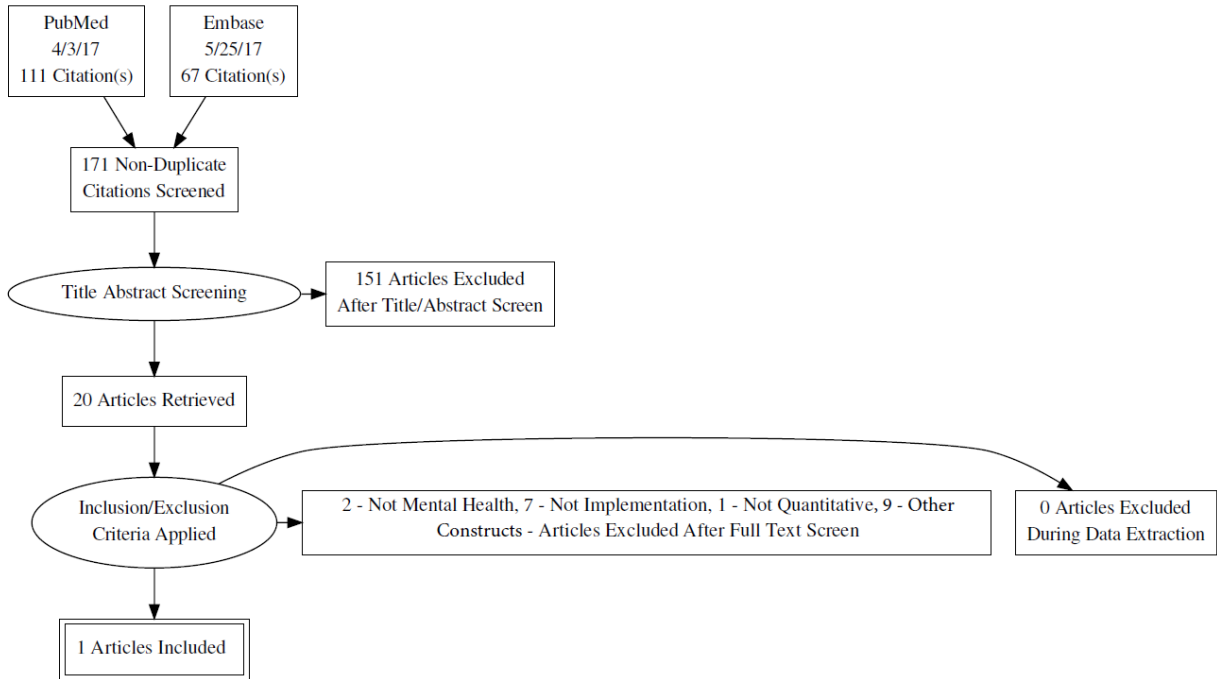 PubMed
4/3/17
111 Citation(s)
Embase
5/25/17
67 Citation(s)
171 Non-Duplicate
Citations Screened
Title Abstract Screening
151 Articles Excluded
After Title/Abstract Screen
20 Articles Retrieved
Inclusion/Exclusion
Criteria Applied
2 - Not Mental Health, 7 - Not Implementation, 1 - Not Quantitative, 9 - Other
Constructs - Articles Excluded After Full Text Screen
0 Articles Excluded
During Data Extraction
1 Articles Included